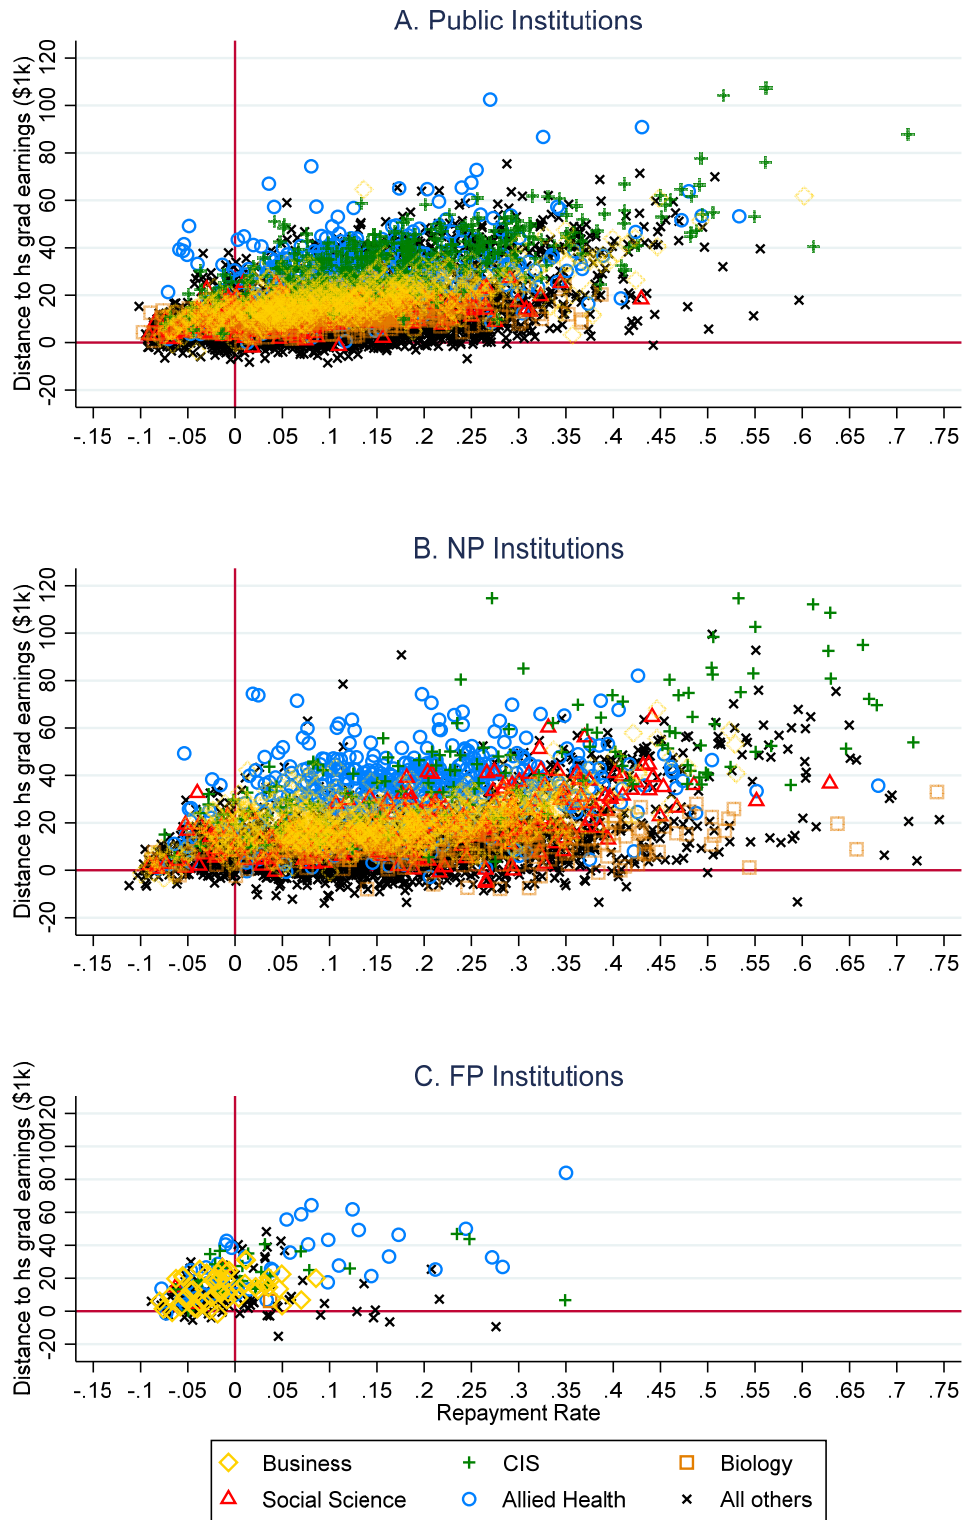 A. Public Institutions
Distance to hs grad earnings ($1k)
120
100
80
60
40
20
0
-20
-.15 -.1 -.05 0 .05 .1 .15 .2 .25 .3 .35 .4 .45 .5 .55 .6 .65 .7 .75
B. NP Institutions
Distance to hs grad earnings ($1k)
120
100
80
60
40
20
0
-20
-.15 -.1 -.05 0 .05 .1 .15 .2 .25 .3 .35 .4 .45 .5 .55 .6 .65 .7 .75
C. FP Institutions
Distance to hs grad earnings ($1k)
120
100
80
60
40
20
0
-20
-.15 -.1 -.05 0 .05 .1 .15 .2 .25 .3 .35 .4 .45 .5 .55 .6 .65 .7 .75
Repayment Rate
Business CIS Biology
Social Science Allied Health All others